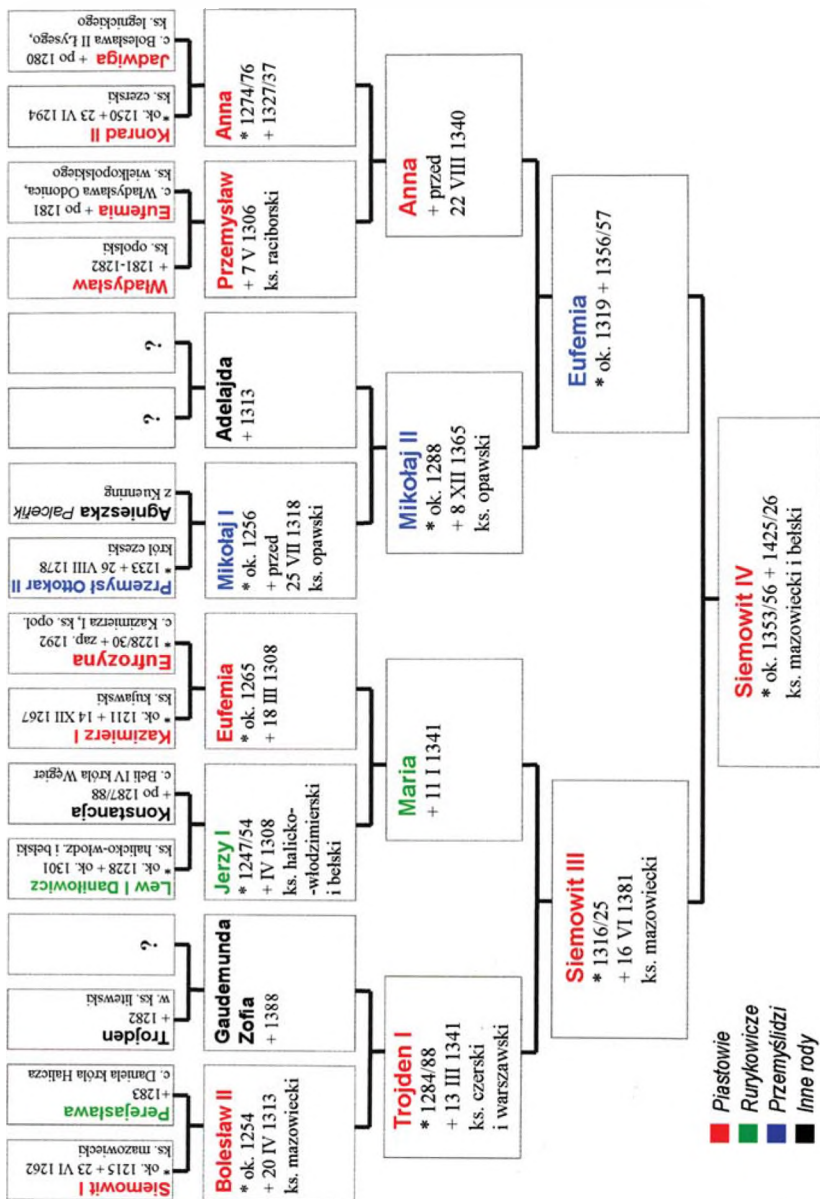 Siemowit I
* ok. 1215 + 23 VI 1262
ks. mazowiecki
Perejasława
+1283
c. Daniela króla Halicza
Trojden
+ 1282
w. ks. litewski
?
Lew I Daniłowicz
* ok. 1228 + ok. 1301
ks. halicko-włodz. i bełski
Konstancja
+ po 1287/88
c. Beli IV króla Węgier
Kazimierz I
* ok. 1211 + 14 XII 1267
ks. kujawski
Eufrozyna
* 1228/30 + zap. 1292
c. Kazimierza I, ks. opol.
Przemysł Ottokar II
* 1233 + 26 VIII 1278
król czeski
Agnieszka Palceřik
z Kuenring
?
?
Władysław
+ 1281-1282
ks. opolski
Eufemia + po 1281
c. Władysława Odonica,
ks. wielkopolskiego
Konrad II
* ok. 1250 + 23 VI 1294
ks. czerski
Jadwiga + po 1280
c. Bolesława II Łysego,
ks. legnickiego
Bolesław II
* ok. 1254
+ 20 IV 1313
ks. mazowiecki
Gaudemunda
Zofia
+ 1388
Jerzy I
* 1247/54
+ IV 1308
ks. halicko-
-włodzimierski
i bełski
Eufemia
* ok. 1265
+ 18 III 1308
Mikołaj I
* ok. 1256
+ przed
25 VII 1318
ks. opawski
Adelajda
+ 1313
Przemysław
+ 7 V 1306
ks. raciborski
Anna
* 1274/76
+ 1327/37
Trojden I
* 1284/88
+ 13 III 1341
ks. czerski
i warszawski
Maria
+ 11 I 1341
Mikołaj II
* ok. 1288
+ 8 XII 1365
ks. opawski
Anna
+ przed
22 VIII 1340
Siemowit III
* 1316/25
+ 16 VI 1381
ks. mazowiecki
Eufemia
* ok. 1319 + 1356/57
Siemowit IV
* ok. 1353/56 + 1425/26
ks. mazowiecki i bełski
Piastowie
Rurykowicze
Przemyślidzi
Inne rody